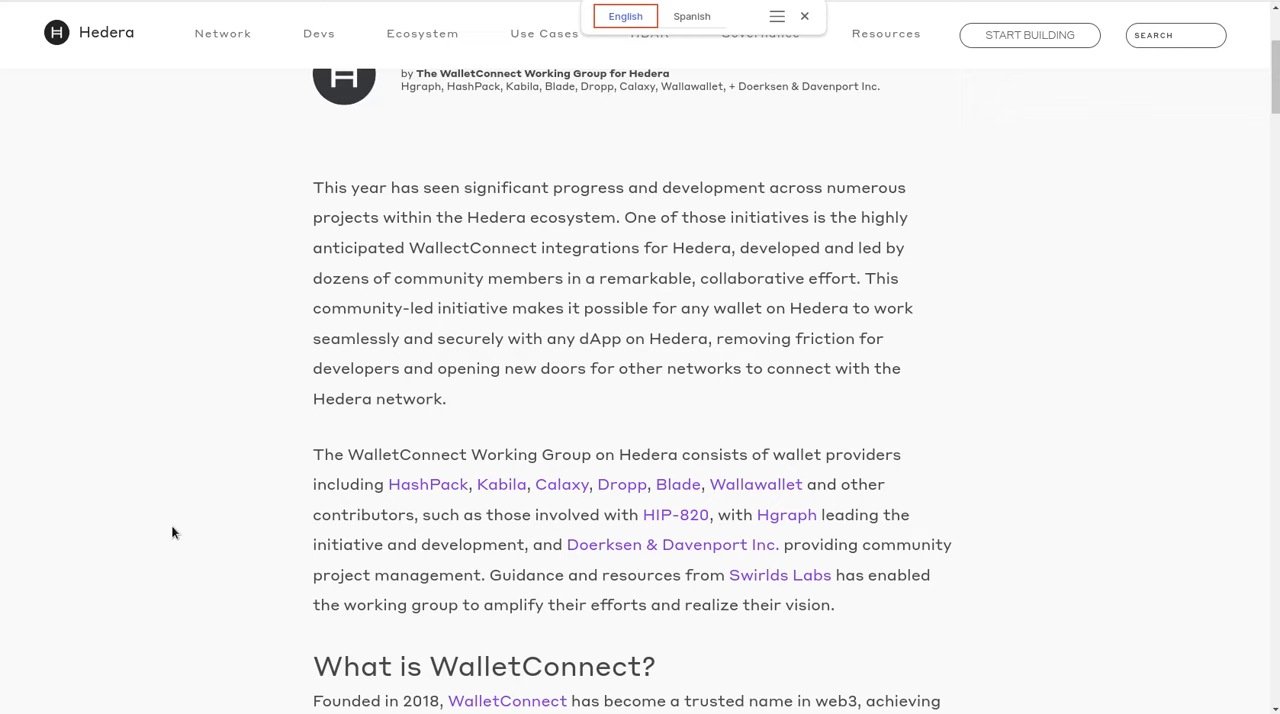 English
Spanish
Hedera
Network
Devs
Ecosystem
Use Cases
HBAR
Governance
Resources
START BUILDING
SEARCH
by The WalletConnect Working Group for Hedera
Hgraph, HashPack, Kabila, Blade, Dropp, Calaxy, Wallawallet, + Doerksen & Davenport Inc.
This year has seen significant progress and development across numerous
projects within the Hedera ecosystem. One of those initiatives is the highly
anticipated WallectConnect integrations for Hedera, developed and led by
dozens of community members in a remarkable, collaborative effort. This
community-led initiative makes it possible for any wallet on Hedera to work
seamlessly and securely with any dApp on Hedera, removing friction for
developers and opening new doors for other networks to connect with the
Hedera network.
The WalletConnect Working Group on Hedera consists of wallet providers
including HashPack, Kabila, Calaxy, Dropp, Blade, Wallawallet and other
contributors, such as those involved with HIP-820, with Hgraph leading the
initiative and development, and Doerksen & Davenport Inc. providing community
project management. Guidance and resources from Swirlds Labs has enabled
the working group to amplify their efforts and realize their vision.
What is WalletConnect?
Founded in 2018, WalletConnect has become a trusted name in web3, achieving